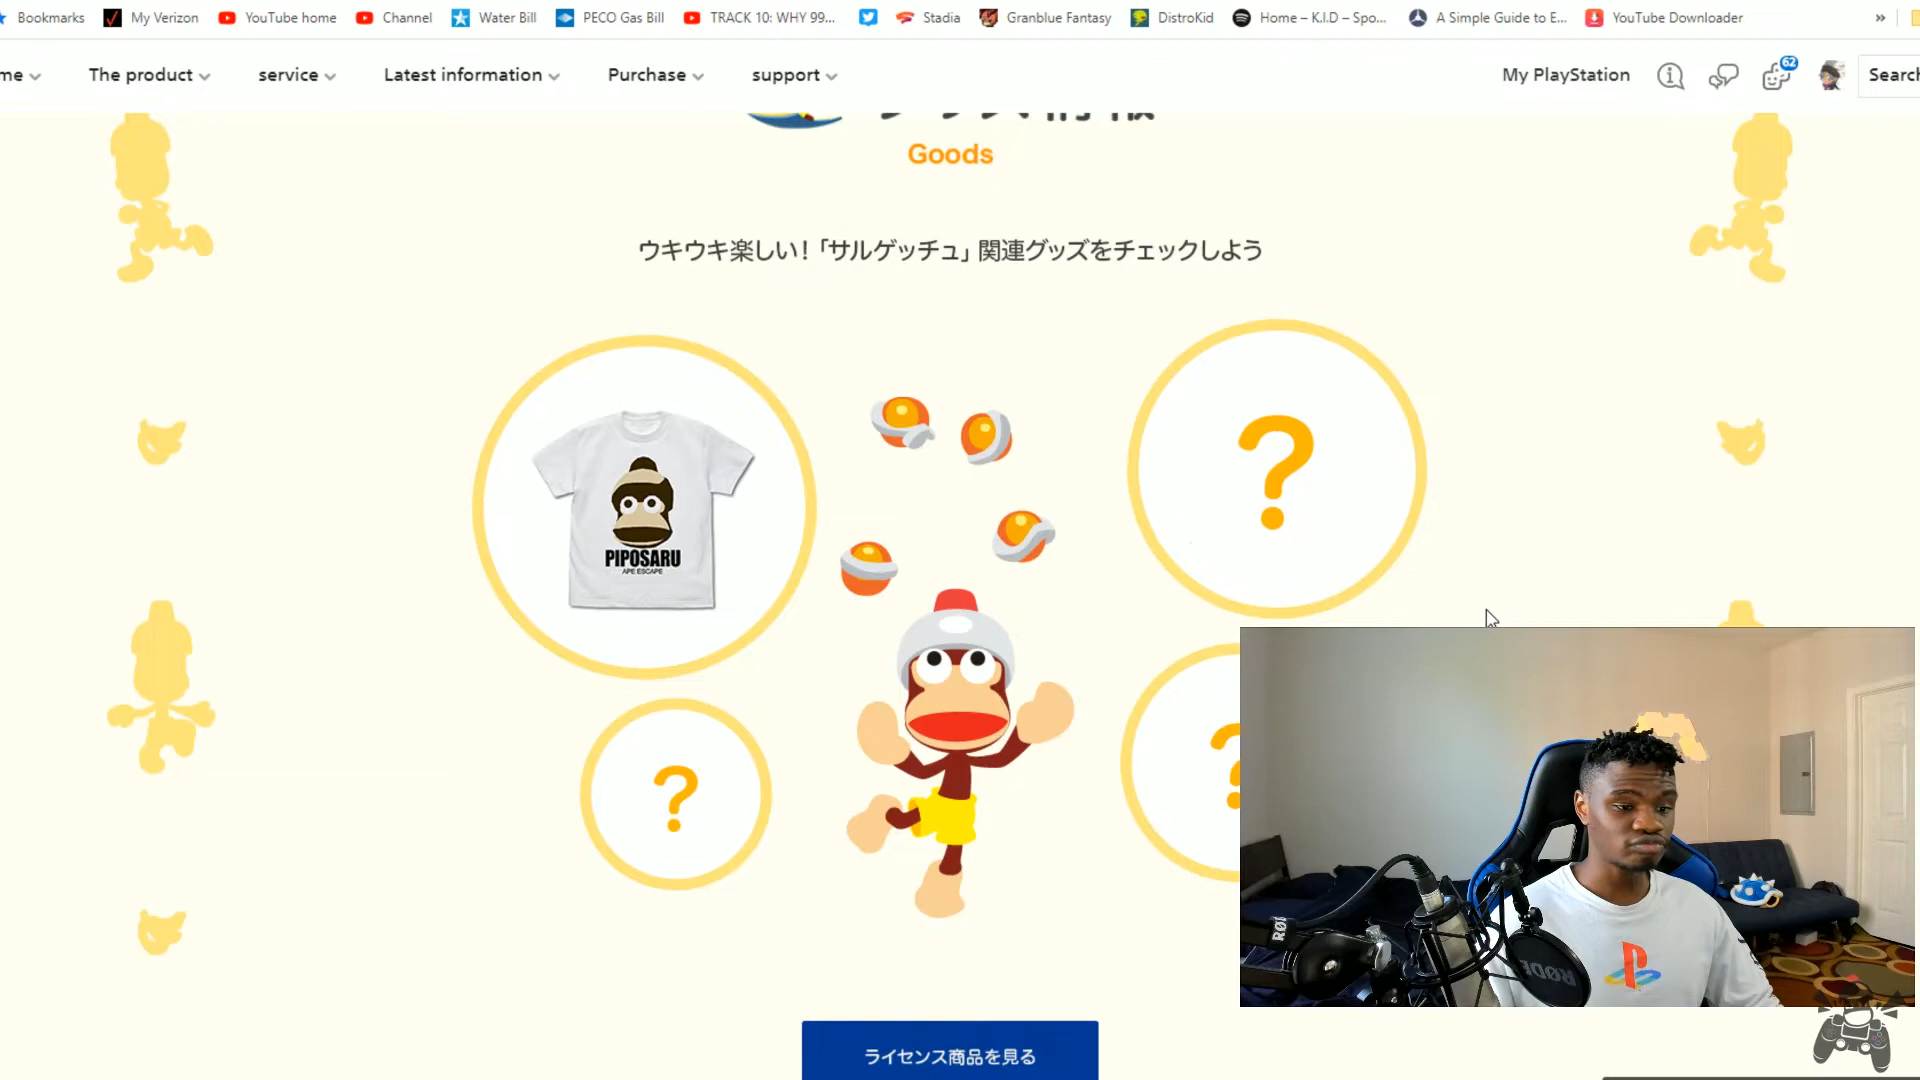 Bookmarks My Verizon YouTube home Channel Water Bill PECO Gas Bill TRACK 10: WHY 99... Stadia Granblue Fantasy DistroKid Home – K.I.D – Spo... A Simple Guide to E... YouTube Downloader »
me The product service Latest information Purchase support My PlayStation 62 Search
Goods
ウキウキ楽しい!「サルゲッチュ」関連グッズをチェックしよう
?
PIPOSARU
APE ESCAPE
?
?
RØDE
ライセンス商品を見る